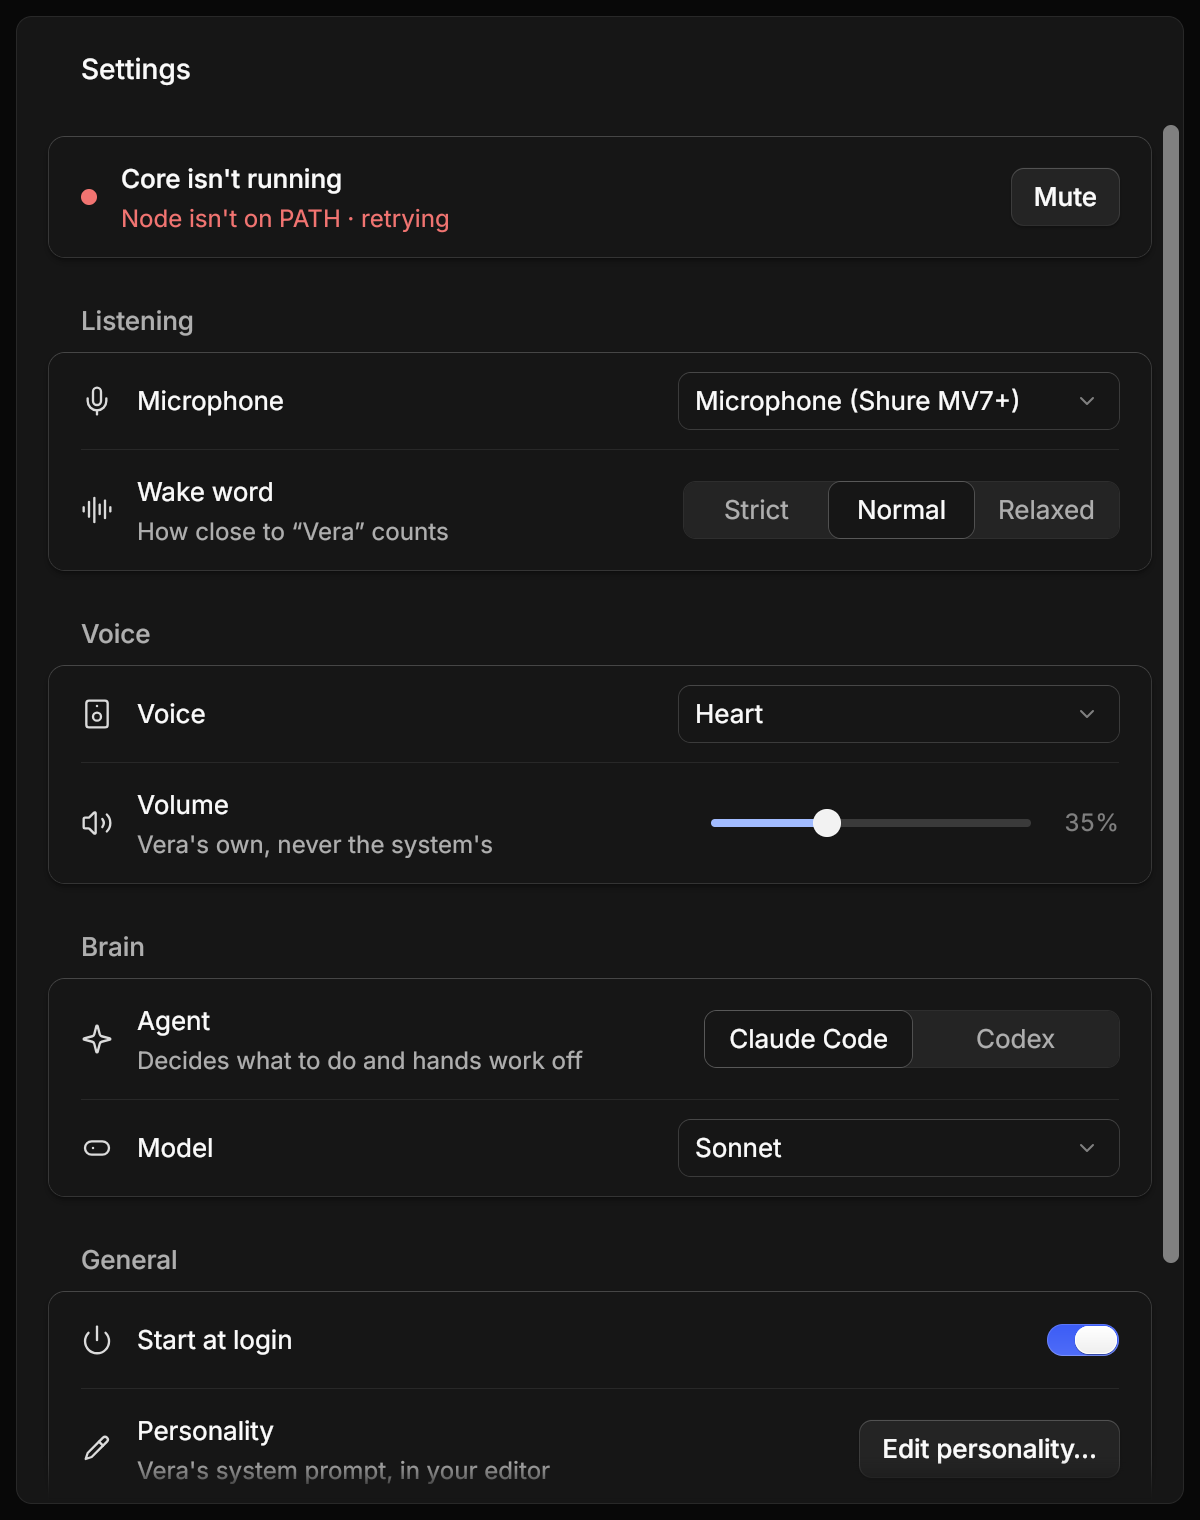 Settings
Core isn't running
Node isn't on PATH · retrying
Mute
Listening
Microphone
Microphone (Shure MV7+)
Wake word
How close to “Vera” counts
Strict
Normal
Relaxed
Voice
Voice
Heart
Volume
Vera's own, never the system's
35%
Brain
Agent
Decides what to do and hands work off
Claude Code
Codex
Model
Sonnet
General
Start at login
Personality
Vera's system prompt, in your editor
Edit personality...